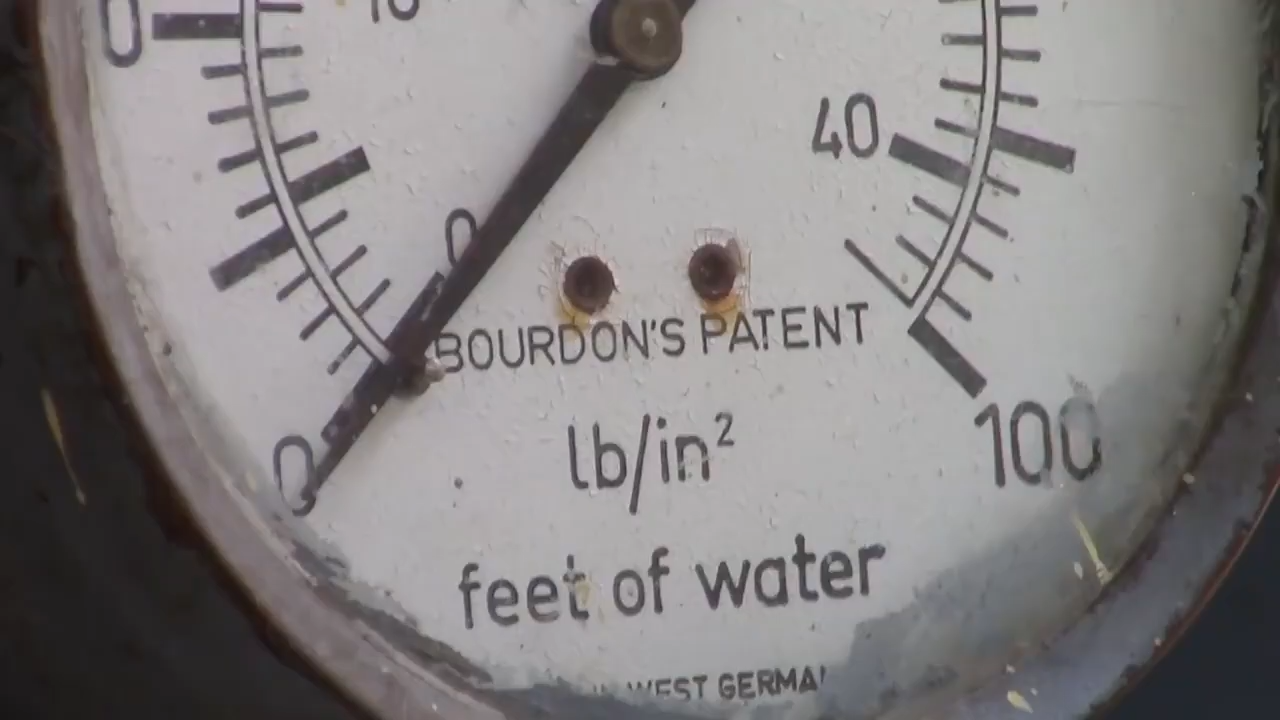 0 10
40
0
BOURDON'S PATENT
0 100
lb/in²
feet of water
WEST GERMA